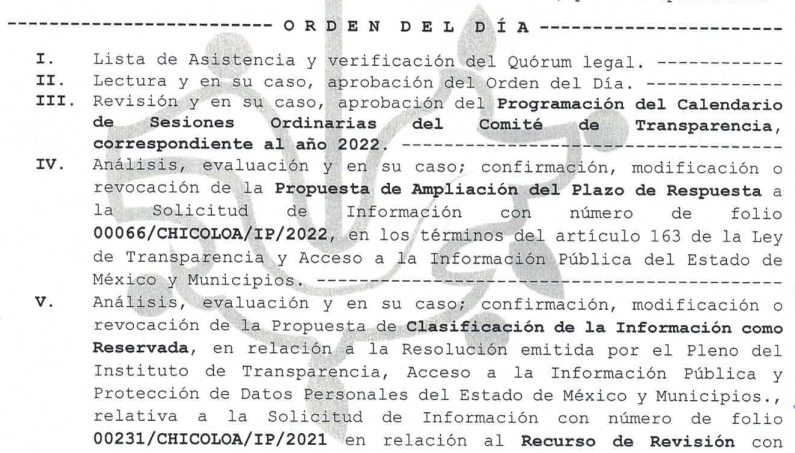 ------------------------ O R D E N  D E L  D Í A ----------------------
I. Lista de Asistencia y verificación del Quórum legal. ------------
II. Lectura y en su caso, aprobación del Orden del Día. -------------
III. Revisión y en su caso, aprobación del Programación del Calendario
de Sesiones Ordinarias del Comité de Transparencia,
correspondiente al año 2022. ------------------------------------
IV. Análisis, evaluación y en su caso; confirmación, modificación o
revocación de la Propuesta de Ampliación del Plazo de Respuesta a
la Solicitud de Información con número de folio
00066/CHICOLOA/IP/2022, en los términos del artículo 163 de la Ley
de Transparencia y Acceso a la Información Pública del Estado de
México y Municipios. --------------------------------------------
V. Análisis, evaluación y en su caso; confirmación, modificación o
revocación de la Propuesta de Clasificación de la Información como
Reservada, en relación a la Resolución emitida por el Pleno del
Instituto de Transparencia, Acceso a la Información Pública y
Protección de Datos Personales del Estado de México y Municipios.,
relativa a la Solicitud de Información con número de folio
00231/CHICOLOA/IP/2021 en relación al Recurso de Revisión con